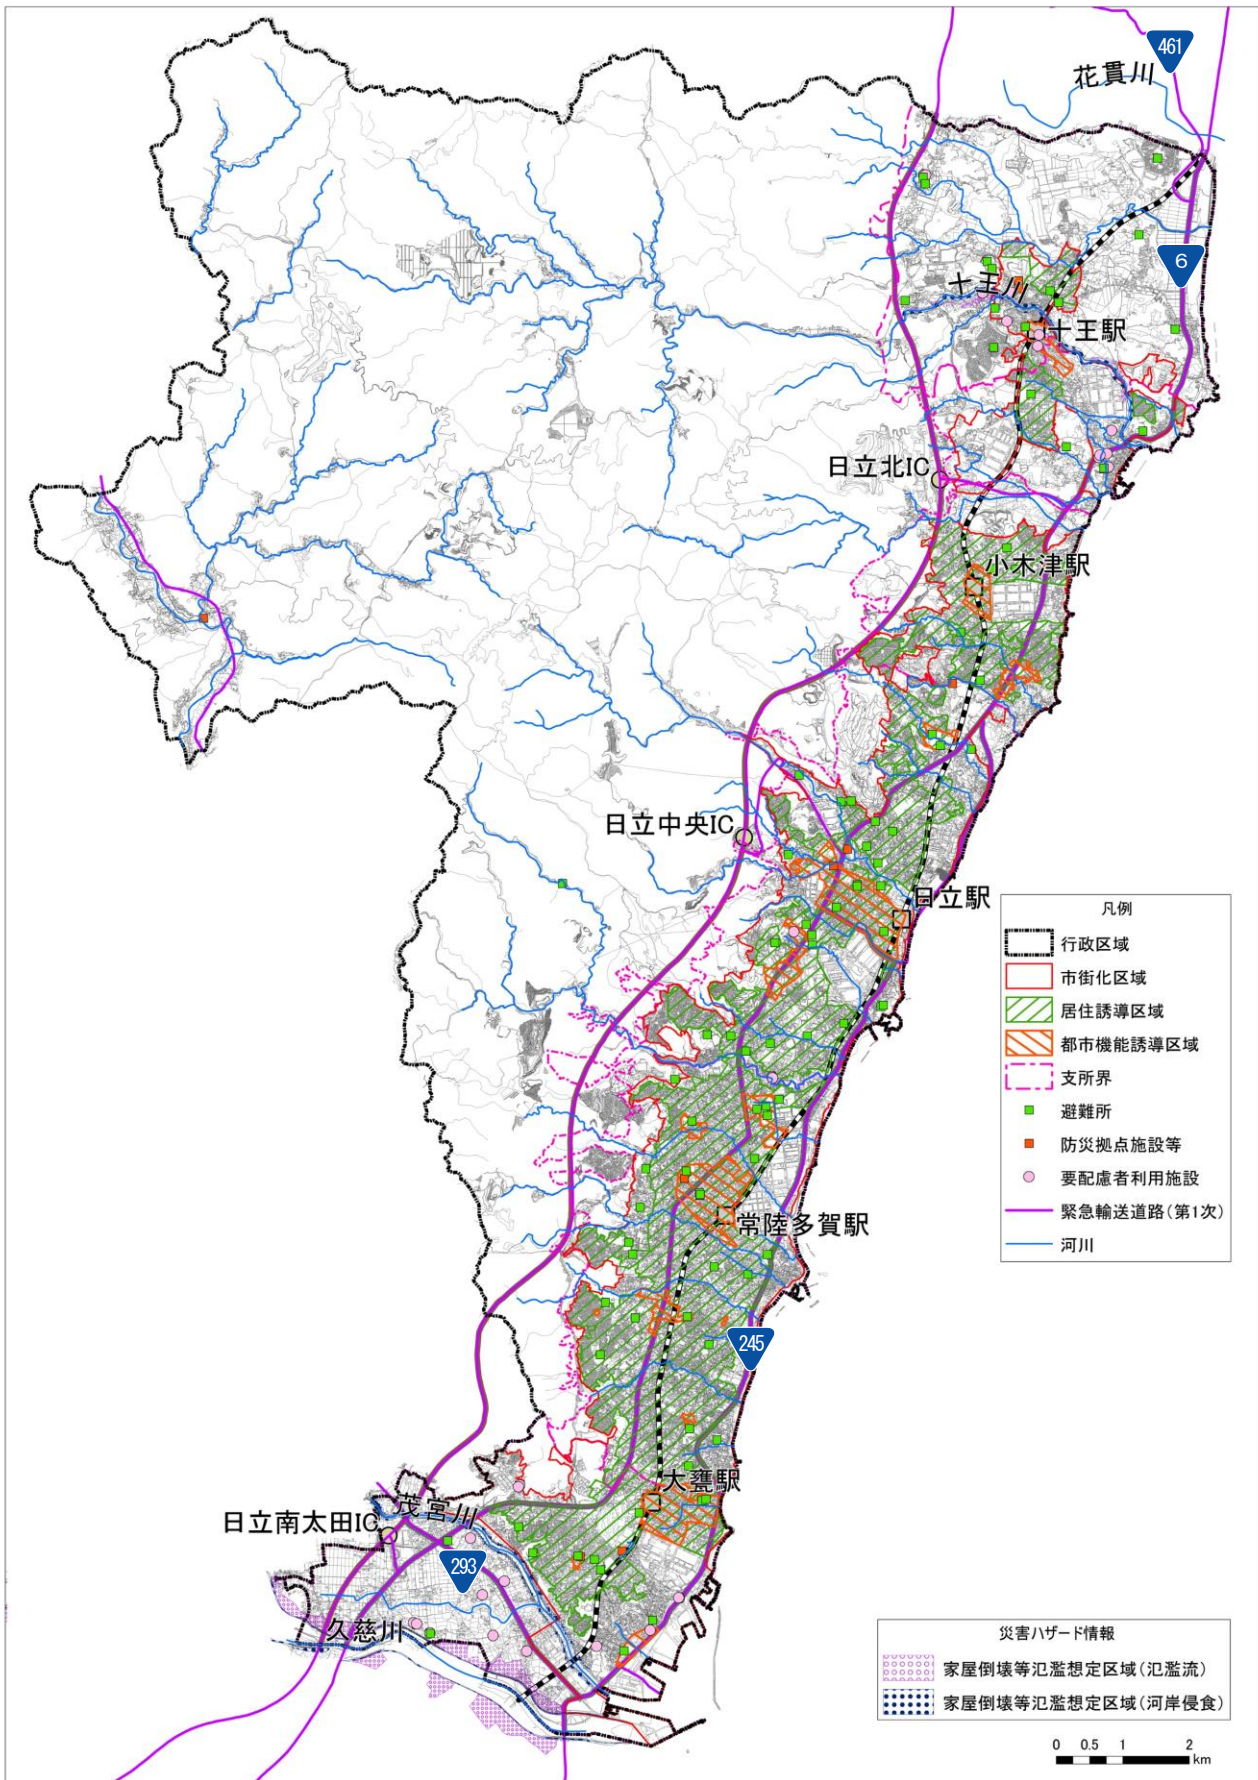 461
花貫川
6
十王川
十王駅
日立北IC
小木津駅
日立中央IC
日立駅
凡例
行政区域
市街化区域
居住誘導区域
都市機能誘導区域
支所界
避難所
防災拠点施設等
要配慮者利用施設
緊急輸送道路(第1次)
河川
常陸多賀駅
245
大甕駅
茂宮川
日立南太田IC
293
久慈川
災害ハザード情報
家屋倒壊等氾濫想定区域(氾濫流)
家屋倒壊等氾濫想定区域(河岸侵食)
0 0.5 1 2
km